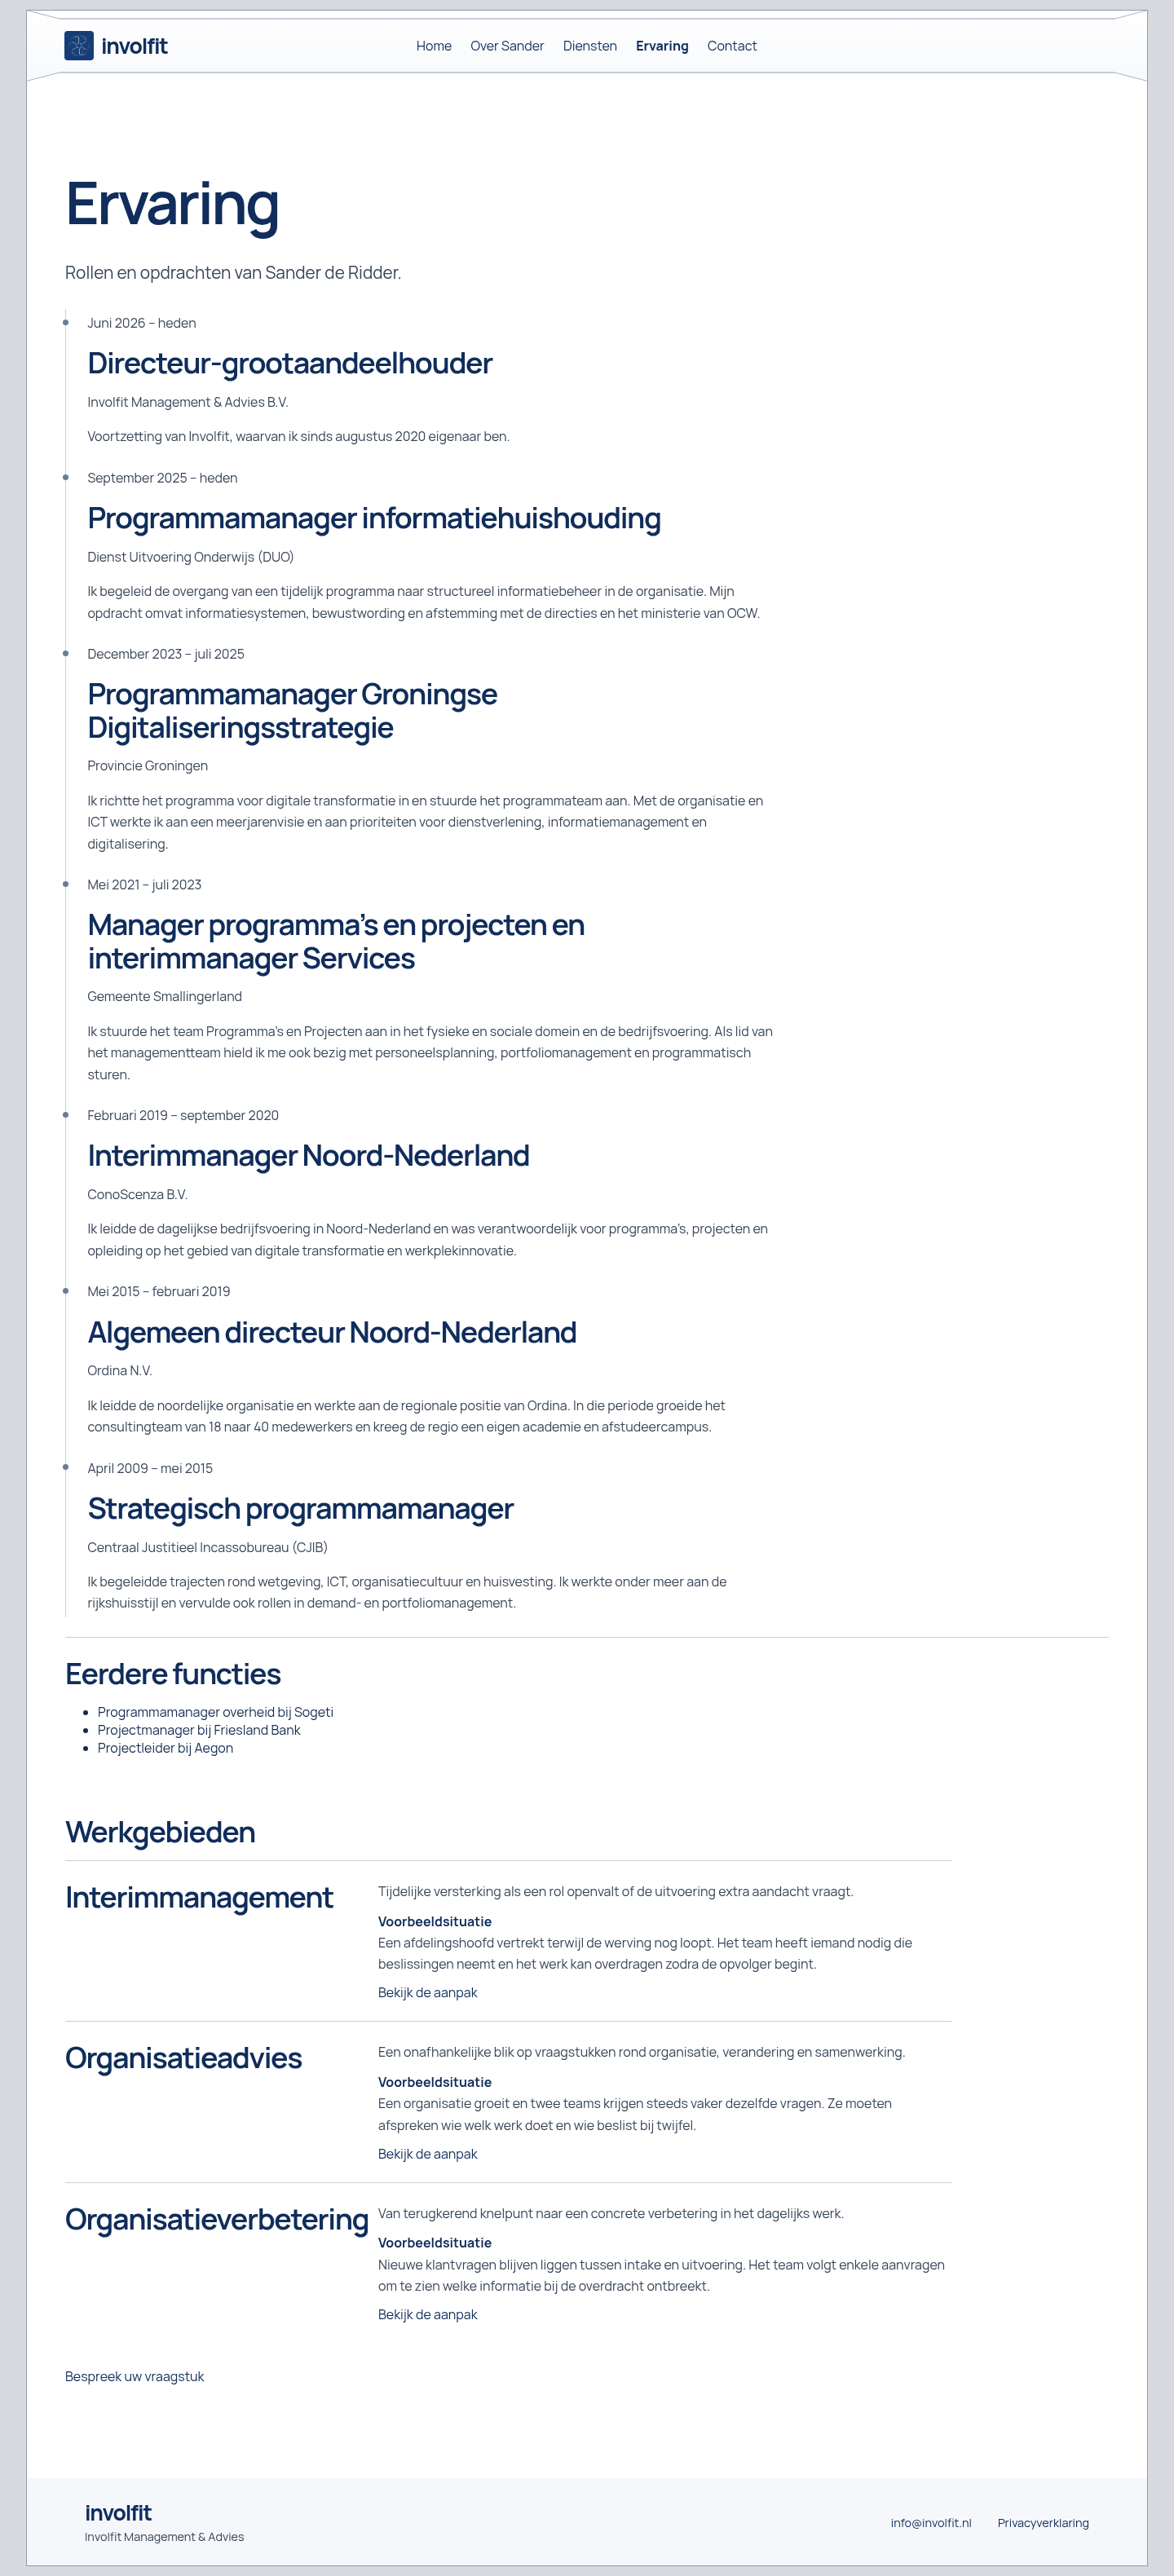 involfit
Home Over Sander Diensten Ervaring Contact
Ervaring
Rollen en opdrachten van Sander de Ridder.
Juni 2026 – heden
Directeur-grootaandeelhouder
Involfit Management & Advies B.V.
Voortzetting van Involfit, waarvan ik sinds augustus 2020 eigenaar ben.
September 2025 – heden
Programmamanager informatiehuishouding
Dienst Uitvoering Onderwijs (DUO)
Ik begeleid de overgang van een tijdelijk programma naar structureel informatiebeheer in de organisatie. Mijn
opdracht omvat informatiesystemen, bewustwording en afstemming met de directies en het ministerie van OCW.
December 2023 – juli 2025
Programmamanager Groningse
Digitaliseringsstrategie
Provincie Groningen
Ik richtte het programma voor digitale transformatie in en stuurde het programmateam aan. Met de organisatie en
ICT werkte ik aan een meerjarenvisie en aan prioriteiten voor dienstverlening, informatiemanagement en
digitalisering.
Mei 2021 – juli 2023
Manager programma’s en projecten en
interimmanager Services
Gemeente Smallingerland
Ik stuurde het team Programma’s en Projecten aan in het fysieke en sociale domein en de bedrijfsvoering. Als lid van
het managementteam hield ik me ook bezig met personeelsplanning, portfoliomanagement en programmatisch
sturen.
Februari 2019 – september 2020
Interimmanager Noord-Nederland
ConoScenza B.V.
Ik leidde de dagelijkse bedrijfsvoering in Noord-Nederland en was verantwoordelijk voor programma’s, projecten en
opleiding op het gebied van digitale transformatie en werkplekinnovatie.
Mei 2015 – februari 2019
Algemeen directeur Noord-Nederland
Ordina N.V.
Ik leidde de noordelijke organisatie en werkte aan de regionale positie van Ordina. In die periode groeide het
consultingteam van 18 naar 40 medewerkers en kreeg de regio een eigen academie en afstudeercampus.
April 2009 – mei 2015
Strategisch programmamanager
Centraal Justitieel Incassobureau (CJIB)
Ik begeleidde trajecten rond wetgeving, ICT, organisatiecultuur en huisvesting. Ik werkte onder meer aan de
rijkshuisstijl en vervulde ook rollen in demand- en portfoliomanagement.
Eerdere functies
Programmamanager overheid bij Sogeti
Projectmanager bij Friesland Bank
Projectleider bij Aegon
Werkgebieden
Interimmanagement
Tijdelijke versterking als een rol openvalt of de uitvoering extra aandacht vraagt.
Voorbeeldsituatie
Een afdelingshoofd vertrekt terwijl de werving nog loopt. Het team heeft iemand nodig die
beslissingen neemt en het werk kan overdragen zodra de opvolger begint.
Bekijk de aanpak
Organisatieadvies
Een onafhankelijke blik op vraagstukken rond organisatie, verandering en samenwerking.
Voorbeeldsituatie
Een organisatie groeit en twee teams krijgen steeds vaker dezelfde vragen. Ze moeten
afspreken wie welk werk doet en wie beslist bij twijfel.
Bekijk de aanpak
Organisatieverbetering
Van terugkerend knelpunt naar een concrete verbetering in het dagelijks werk.
Voorbeeldsituatie
Nieuwe klantvragen blijven liggen tussen intake en uitvoering. Het team volgt enkele aanvragen
om te zien welke informatie bij de overdracht ontbreekt.
Bekijk de aanpak
Bespreek uw vraagstuk
involfit
Involfit Management & Advies
info@involfit.nl Privacyverklaring